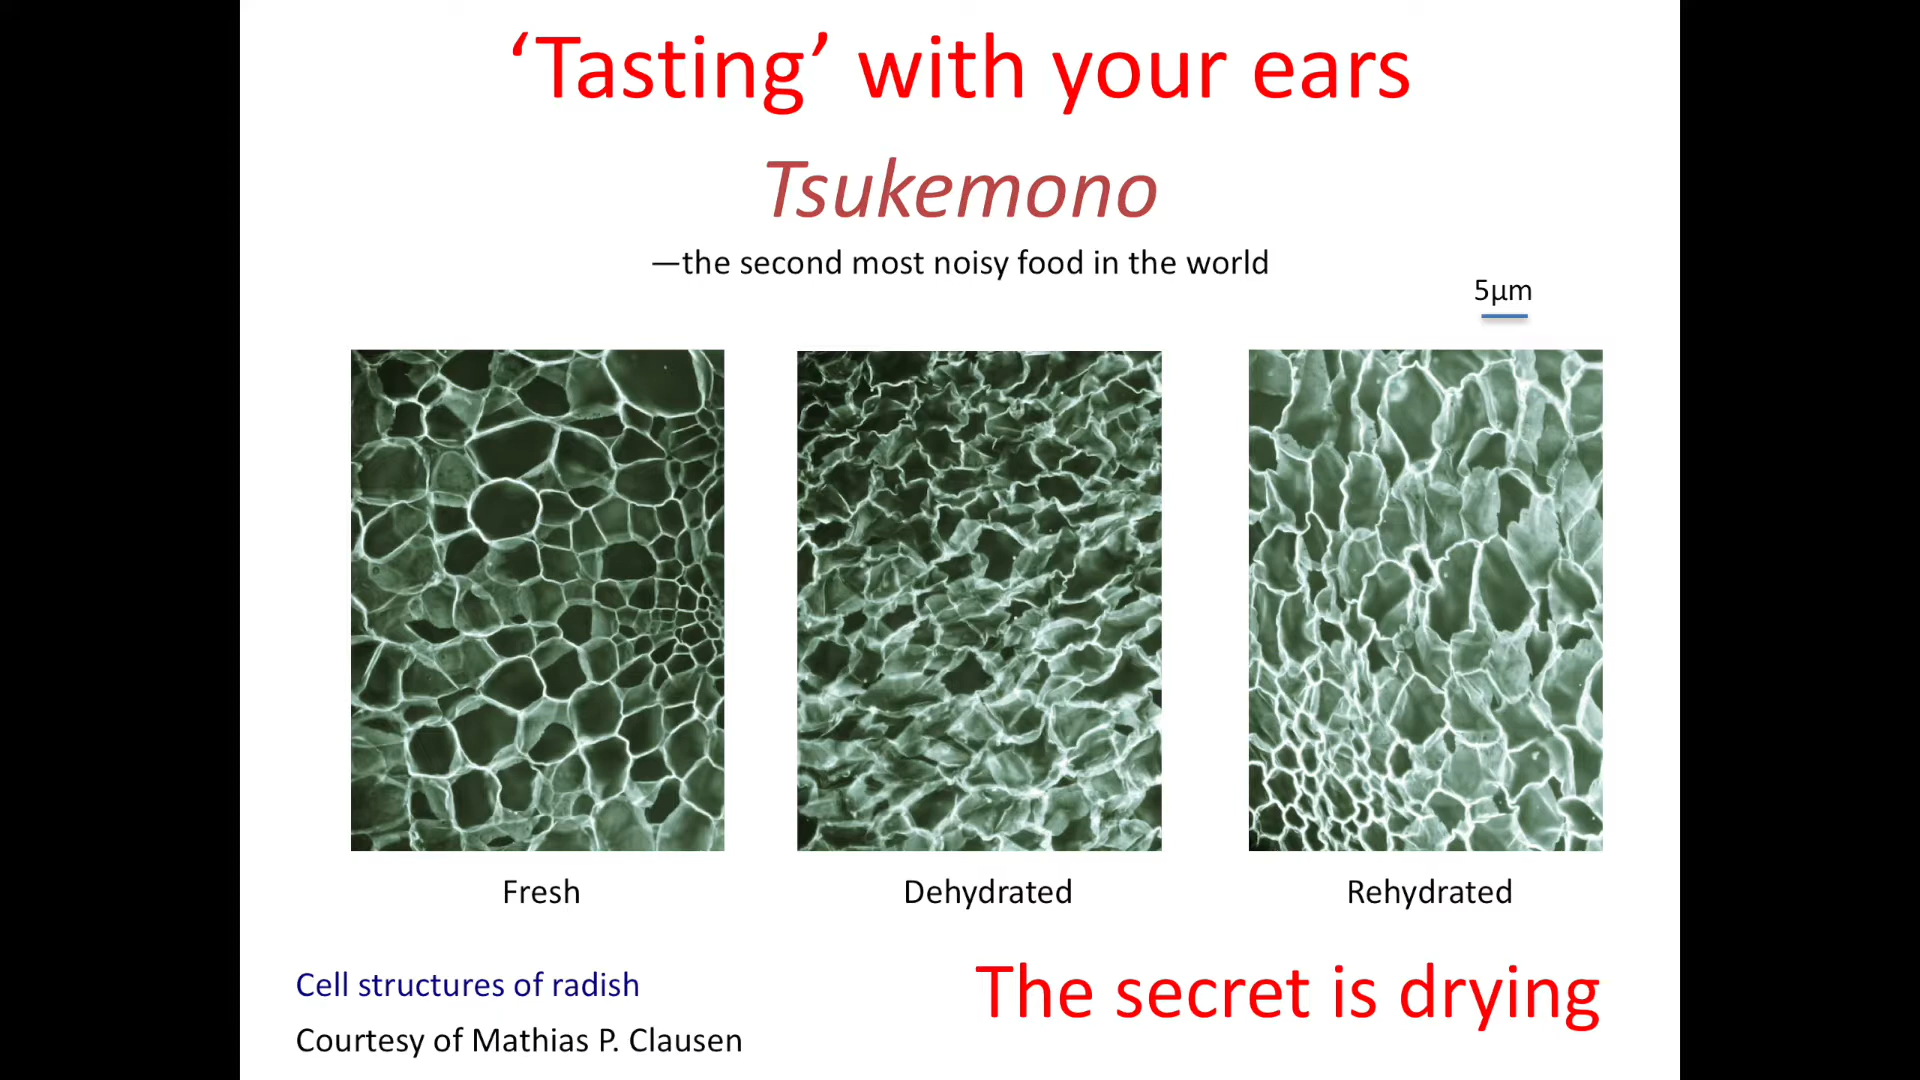 ‘Tasting’ with your ears
Tsukemono
—the second most noisy food in the world
5µm
Fresh
Dehydrated
Rehydrated
Cell structures of radish
The secret is drying
Courtesy of Mathias P. Clausen